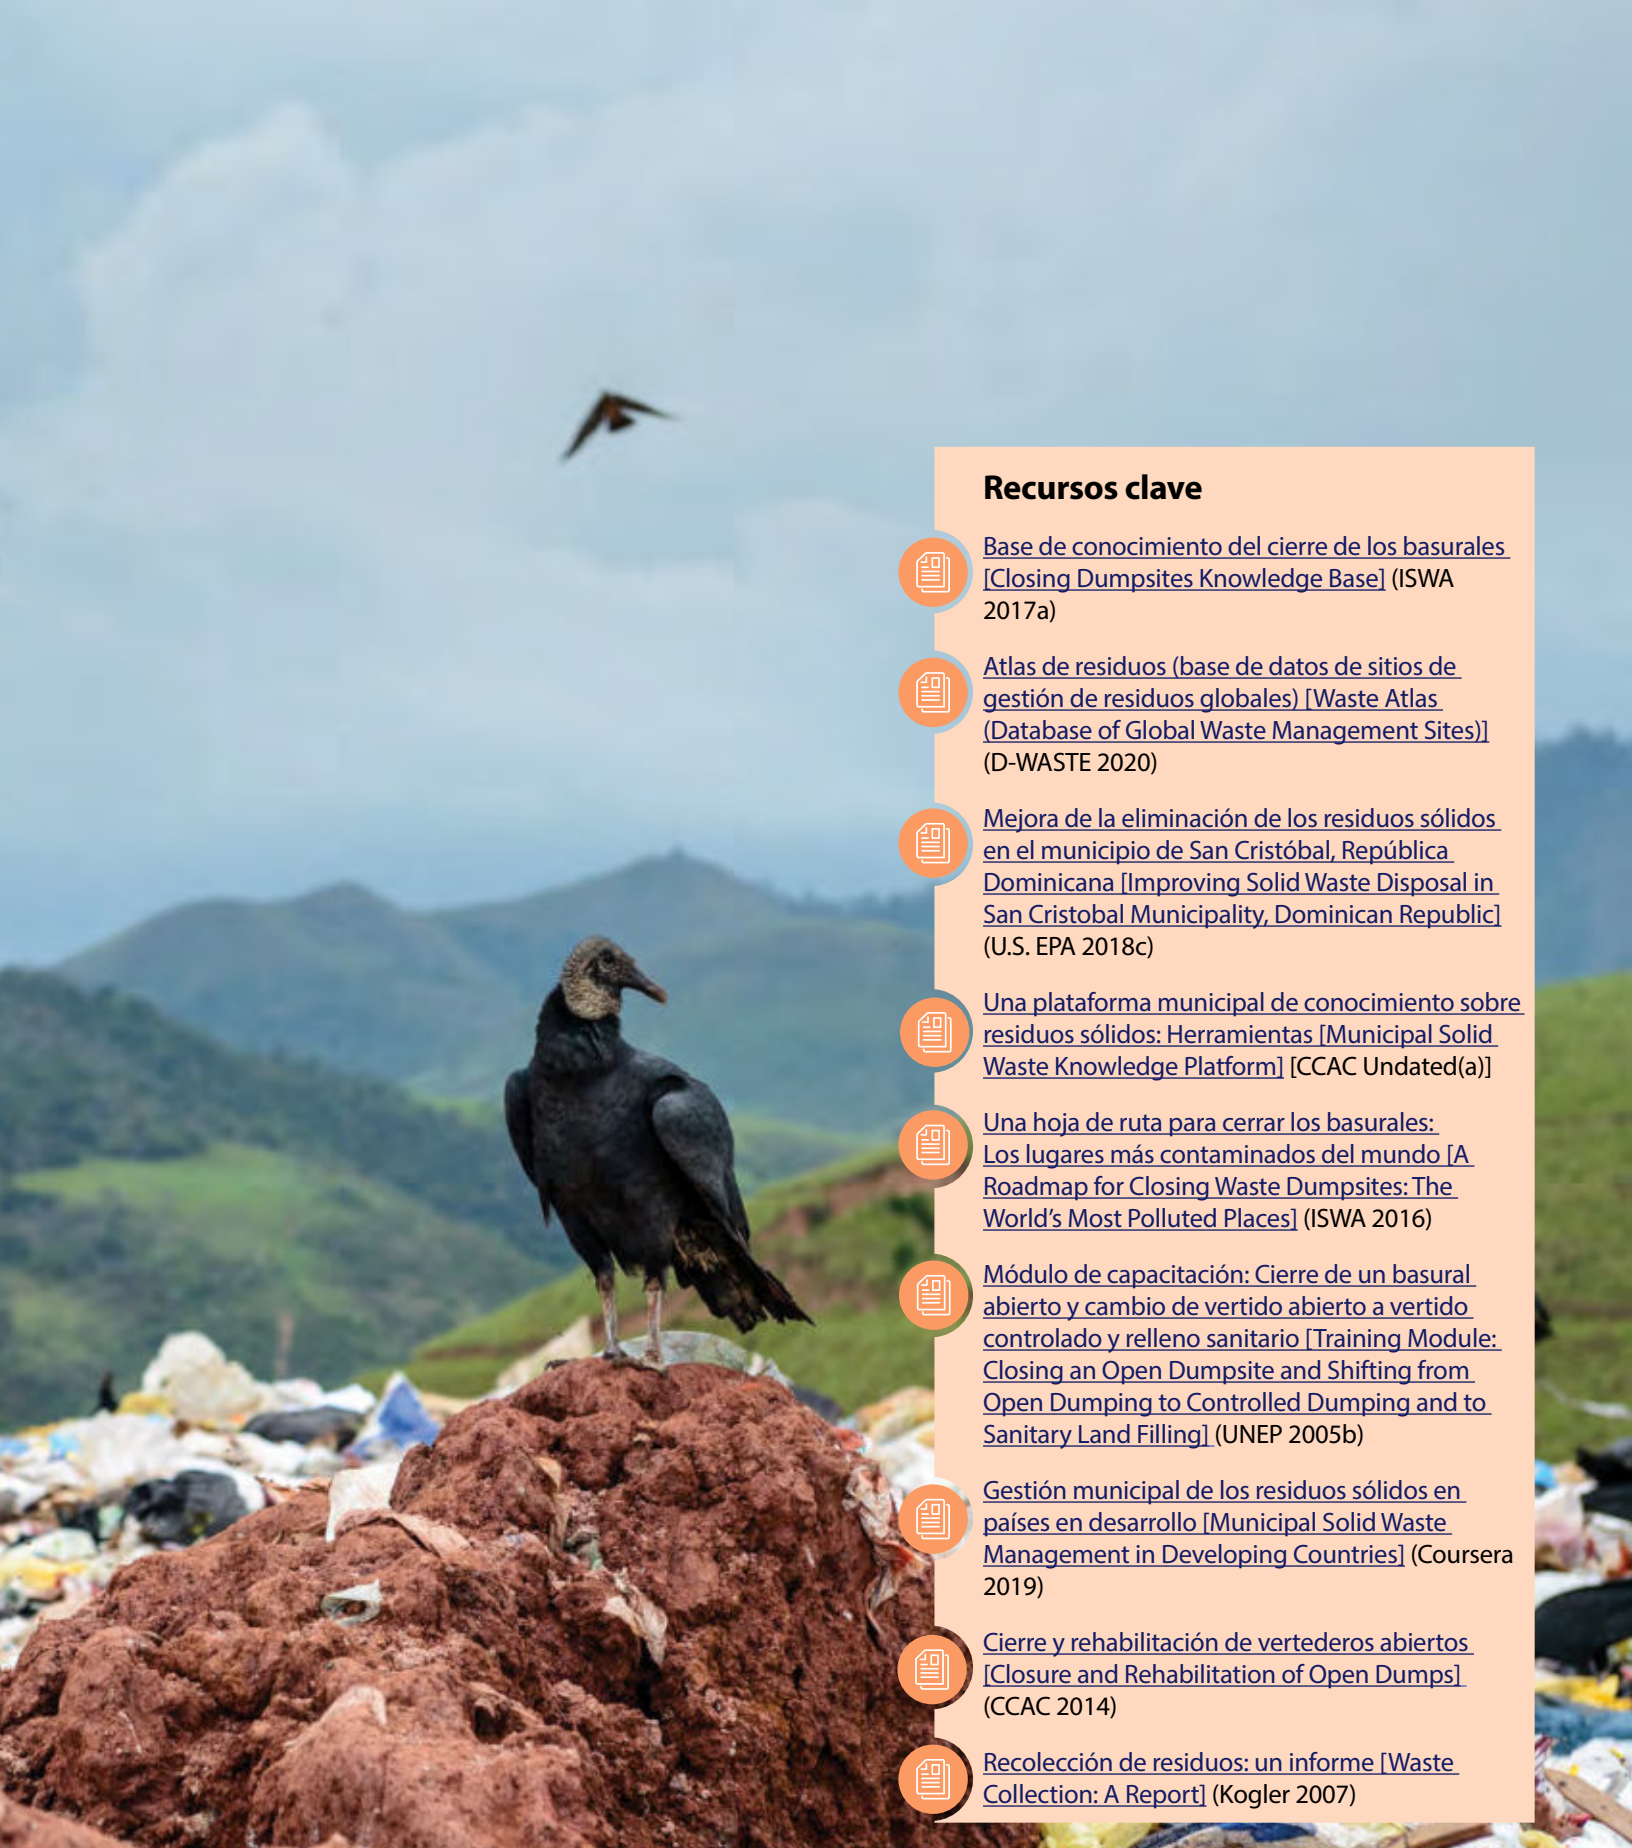 Recursos clave
Base de conocimiento del cierre de los basurales
[Closing Dumpsites Knowledge Base] (ISWA
2017a)
Atlas de residuos (base de datos de sitios de
gestión de residuos globales) [Waste Atlas
(Database of Global Waste Management Sites)]
(D-WASTE 2020)
Mejora de la eliminación de los residuos sólidos
en el municipio de San Cristóbal, República
Dominicana [Improving Solid Waste Disposal in
San Cristobal Municipality, Dominican Republic]
(U.S. EPA 2018c)
Una plataforma municipal de conocimiento sobre
residuos sólidos: Herramientas [Municipal Solid
Waste Knowledge Platform] [CCAC Undated(a)]
Una hoja de ruta para cerrar los basurales:
Los lugares más contaminados del mundo [A
Roadmap for Closing Waste Dumpsites: The
World’s Most Polluted Places] (ISWA 2016)
Módulo de capacitación: Cierre de un basural
abierto y cambio de vertido abierto a vertido
controlado y relleno sanitario [Training Module:
Closing an Open Dumpsite and Shifting from
Open Dumping to Controlled Dumping and to
Sanitary Land Filling] (UNEP 2005b)
Gestión municipal de los residuos sólidos en
países en desarrollo [Municipal Solid Waste
Management in Developing Countries] (Coursera
2019)
Cierre y rehabilitación de vertederos abiertos
[Closure and Rehabilitation of Open Dumps]
(CCAC 2014)
Recolección de residuos: un informe [Waste
Collection: A Report] (Kogler 2007)